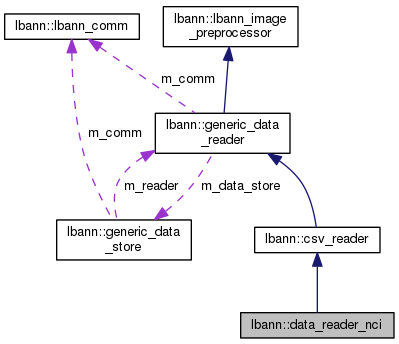 lbann::lbann_comm
lbann::lbann_image
_preprocessor
m_comm
lbann::generic_data
_reader
m_comm
m_reader
m_data_store
lbann::generic_data
_store
lbann::csv_reader
lbann::data_reader_nci